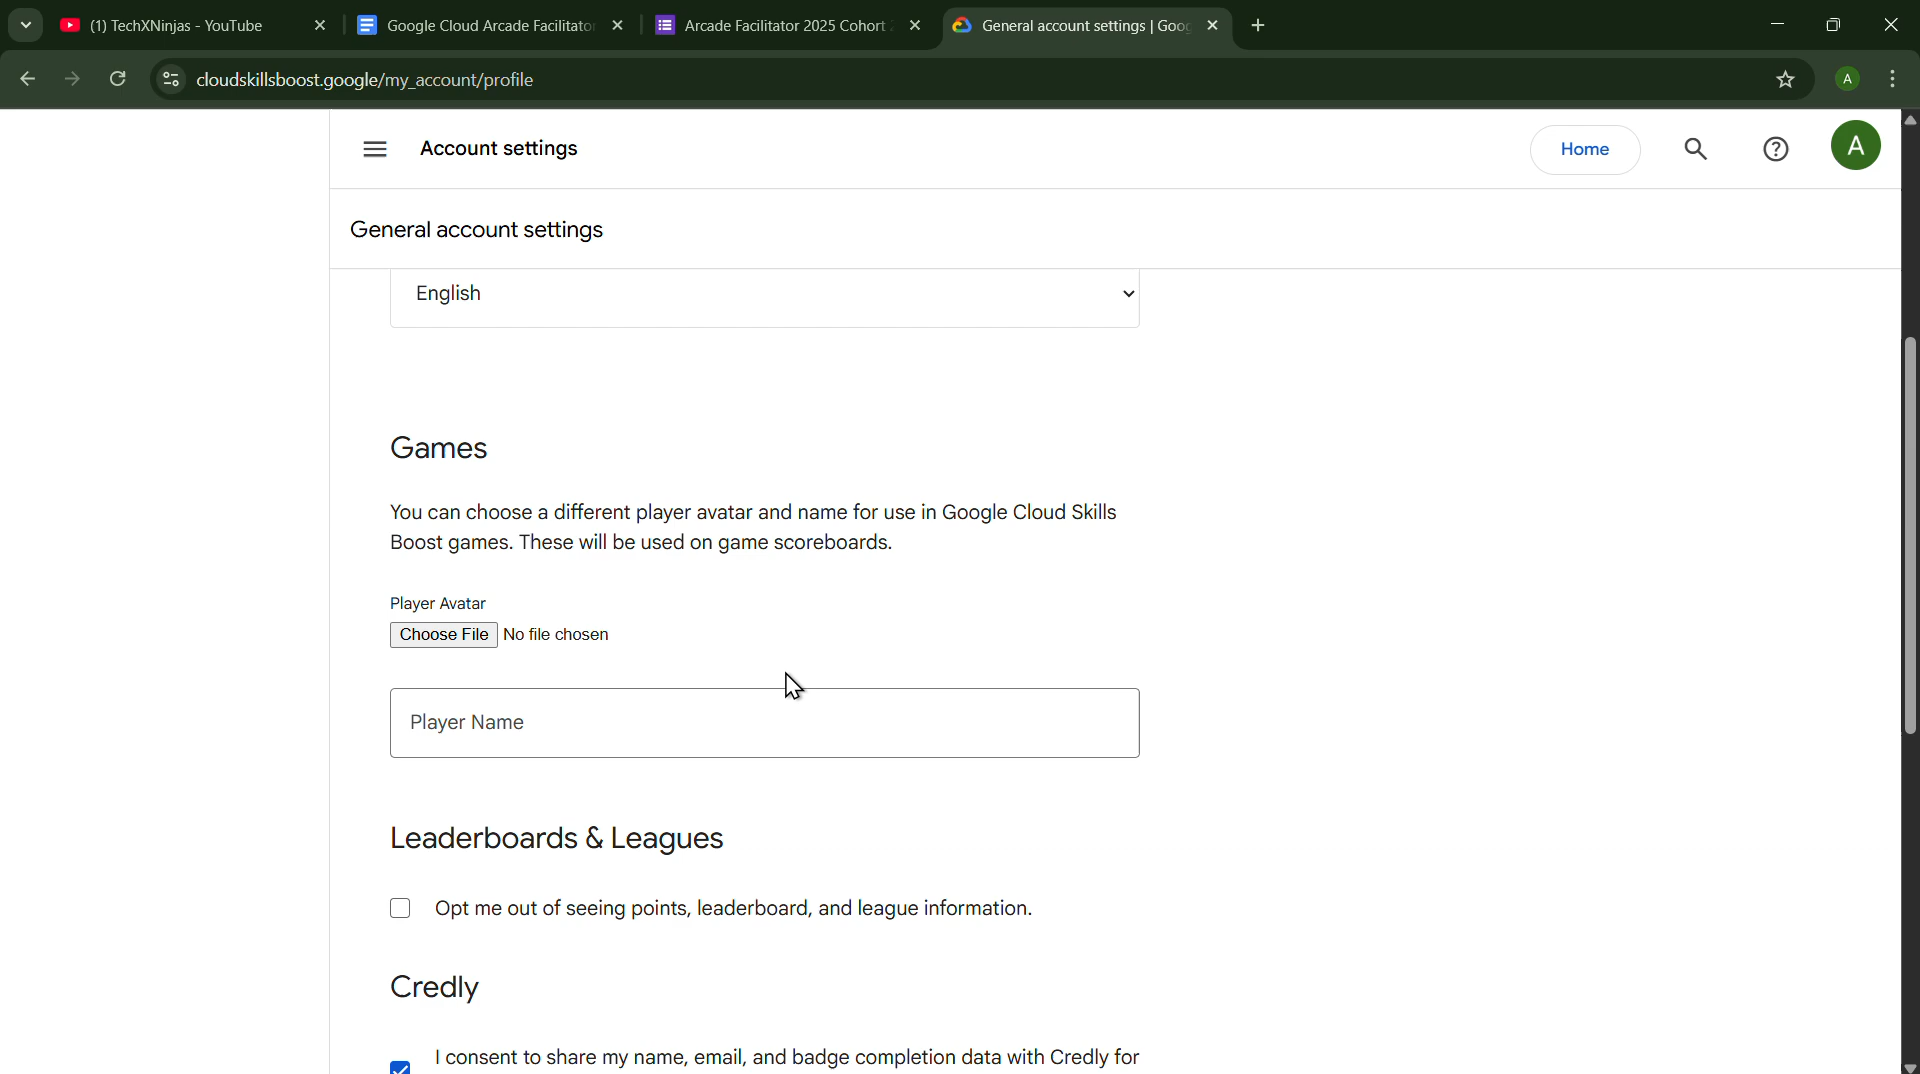 (1) TechXNinjas - YouTube
Google Cloud Arcade Facilitator
Arcade Facilitator 2025 Cohort
General account settings | Goog
cloudskillsboost.google/my_account/profile
A
Account settings
Home
A
General account settings
English
Games
You can choose a different player avatar and name for use in Google Cloud Skills
Boost games. These will be used on game scoreboards.
Player Avatar
Choose File No file chosen
Player Name
Leaderboards & Leagues
Opt me out of seeing points, leaderboard, and league information.
Credly
I consent to share my name, email, and badge completion data with Credly for